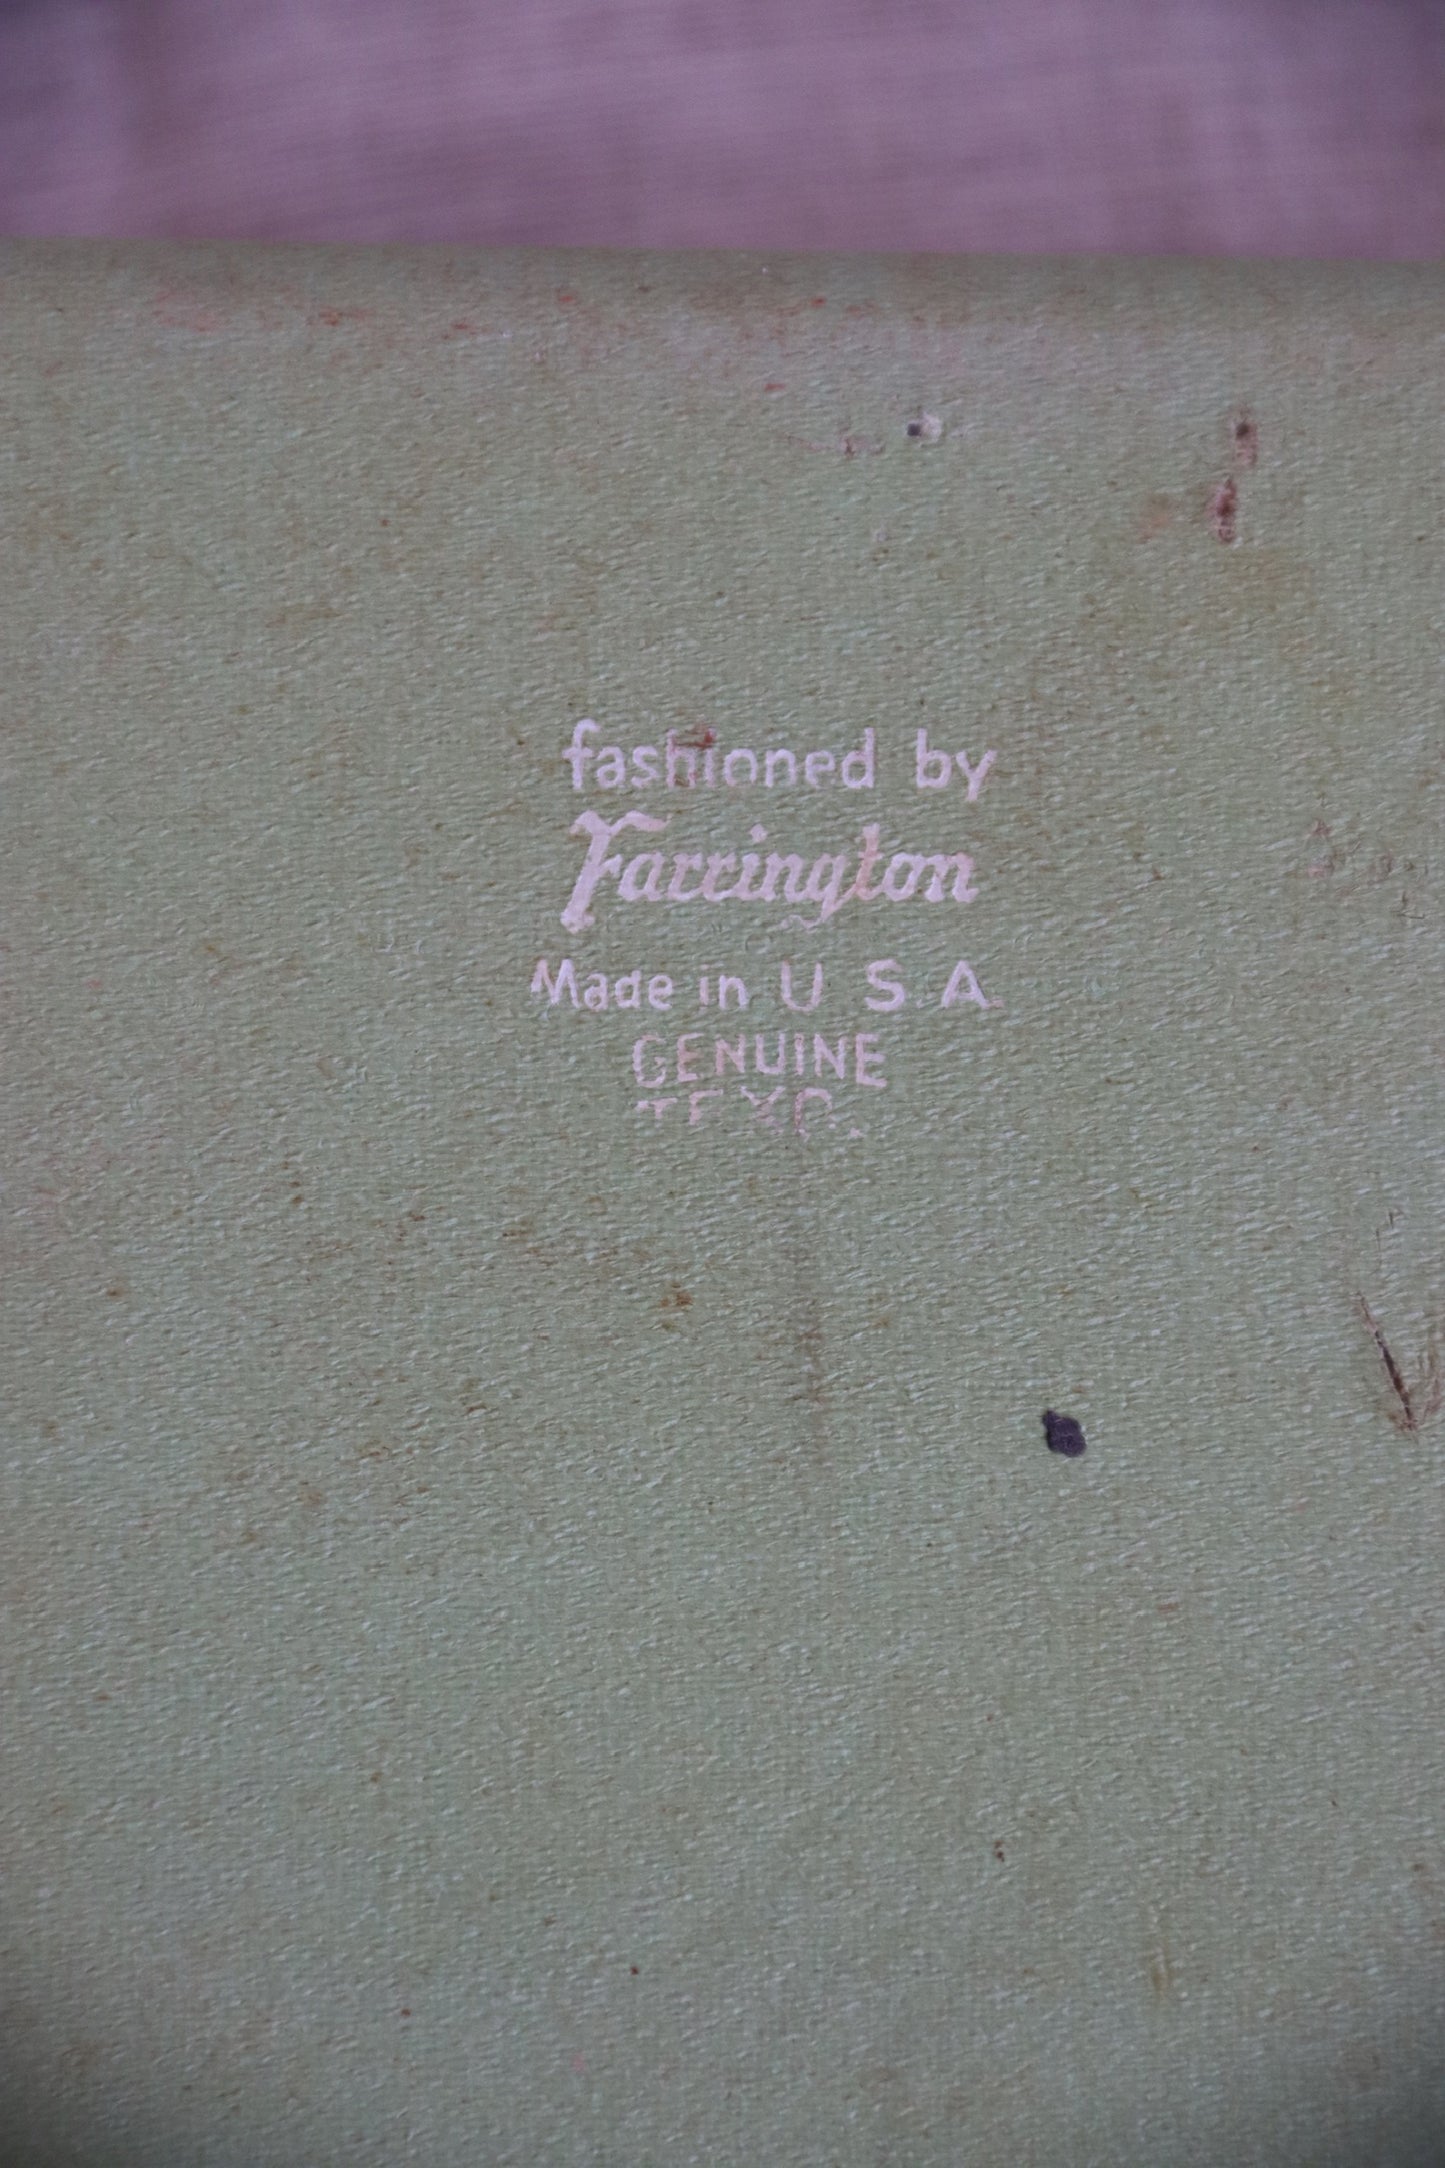 fashioned by
Farrington
Made in U S A
GENUINE